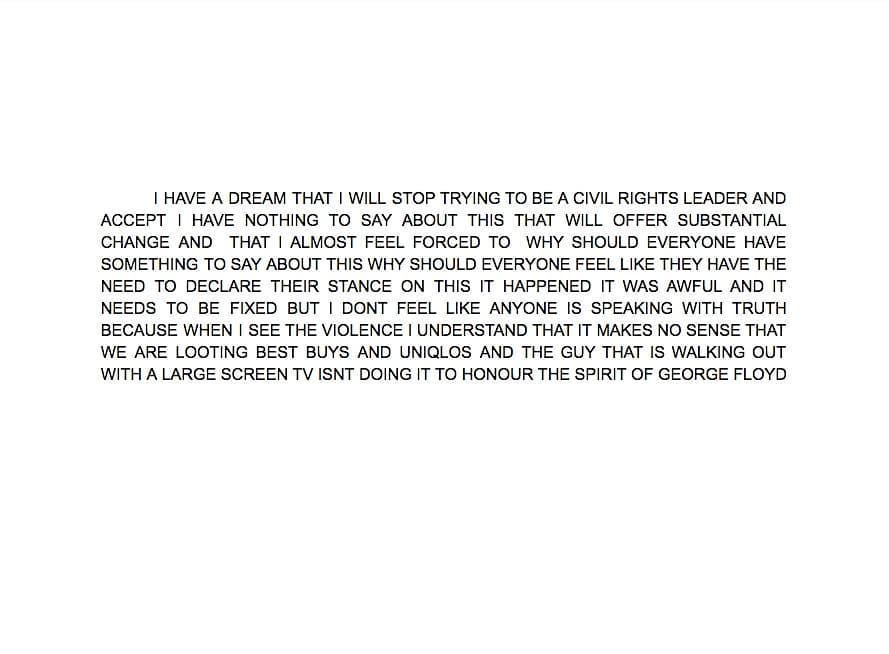 I HAVE A DREAM THAT I WILL STOP TRYING TO BE A CIVIL RIGHTS LEADER AND
ACCEPT I HAVE NOTHING TO SAY ABOUT THIS THAT WILL OFFER SUBSTANTIAL
CHANGE AND THAT I ALMOST FEEL FORCED TO WHY SHOULD EVERYONE HAVE
SOMETHING TO SAY ABOUT THIS WHY SHOULD EVERYONE FEEL LIKE THEY HAVE THE
NEED TO DECLARE THEIR STANCE ON THIS IT HAPPENED IT WAS AWFUL AND IT
NEEDS TO BE FIXED BUT I DONT FEEL LIKE ANYONE IS SPEAKING WITH TRUTH
BECAUSE WHEN I SEE THE VIOLENCE I UNDERSTAND THAT IT MAKES NO SENSE THAT
WE ARE LOOTING BEST BUYS AND UNIQLOS AND THE GUY THAT IS WALKING OUT
WITH A LARGE SCREEN TV ISNT DOING IT TO HONOUR THE SPIRIT OF GEORGE FLOYD